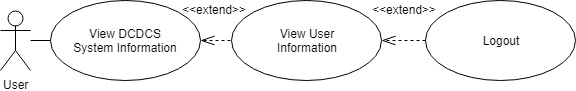 <<extend>>
<<extend>>
View DCDCS
System Information
View User
Information
Logout
User